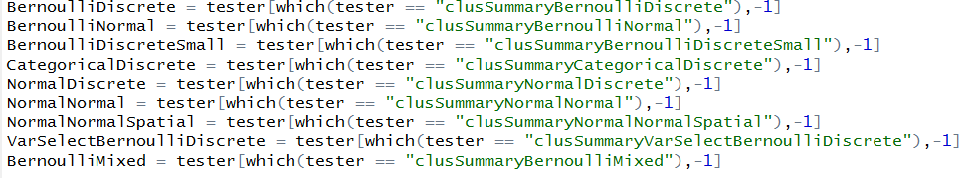 BernoulliDiscrete = tester[which(tester == "clusSummaryBernoulliDiscrete"),-1]
BernoulliNormal = tester[which(tester == "clusSummaryBernoulliNormal"),-1]
BernoulliDiscreteSmall = tester[which(tester == "clusSummaryBernoulliDiscreteSmall"),-1]
CategoricalDiscrete = tester[which(tester == "clusSummaryCategoricalDiscrete"),-1]
NormalDiscrete = tester[which(tester == "clusSummaryNormalDiscrete"),-1]
NormalNormal = tester[which(tester == "clusSummaryNormalNormal"),-1]
NormalNormalSpatial = tester[which(tester == "clusSummaryNormalNormalSpatial"),-1]
VarSelectBernoulliDiscrete = tester[which(tester == "clusSummaryVarSelectBernoulliDiscrete"),-1]
BernoulliMixed = tester[which(tester == "clusSummaryBernoulliMixed"),-1]